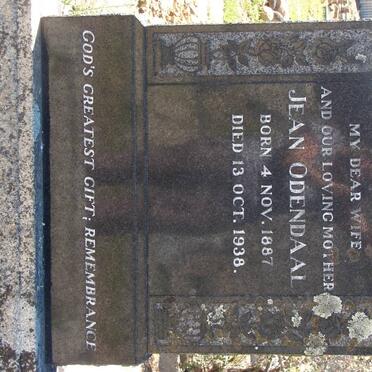 MY DEAR WIFE
AND OUR LOVING MOTHER
JEAN ODENDAAL
BORN 4 NOV. 1887
DIED 13 OCT. 1938.
GOD'S GREATEST GIFT; REMEMBRANCE